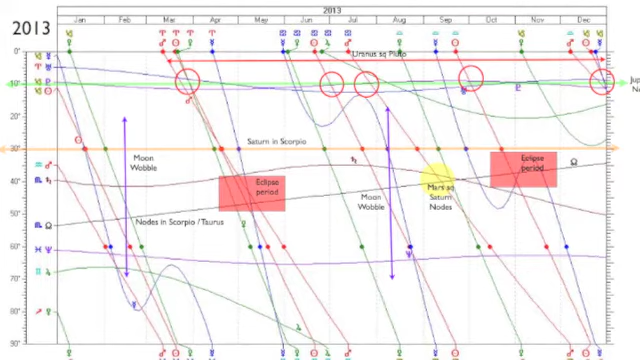 2013
2013
Jan Feb Mar Apr May Jun Jul Aug Sep Oct Nov Dec
Uranus sq Pluto
0°
-10°
20°
30°
40°
50°
60°
70°
80°
90°
Saturn in Scorpio
Moon
Wobble
Eclipse
period
Moon
Wobble
Mars sq
Saturn
Nodes
Eclipse
period
Nodes in Scorpio / Taurus